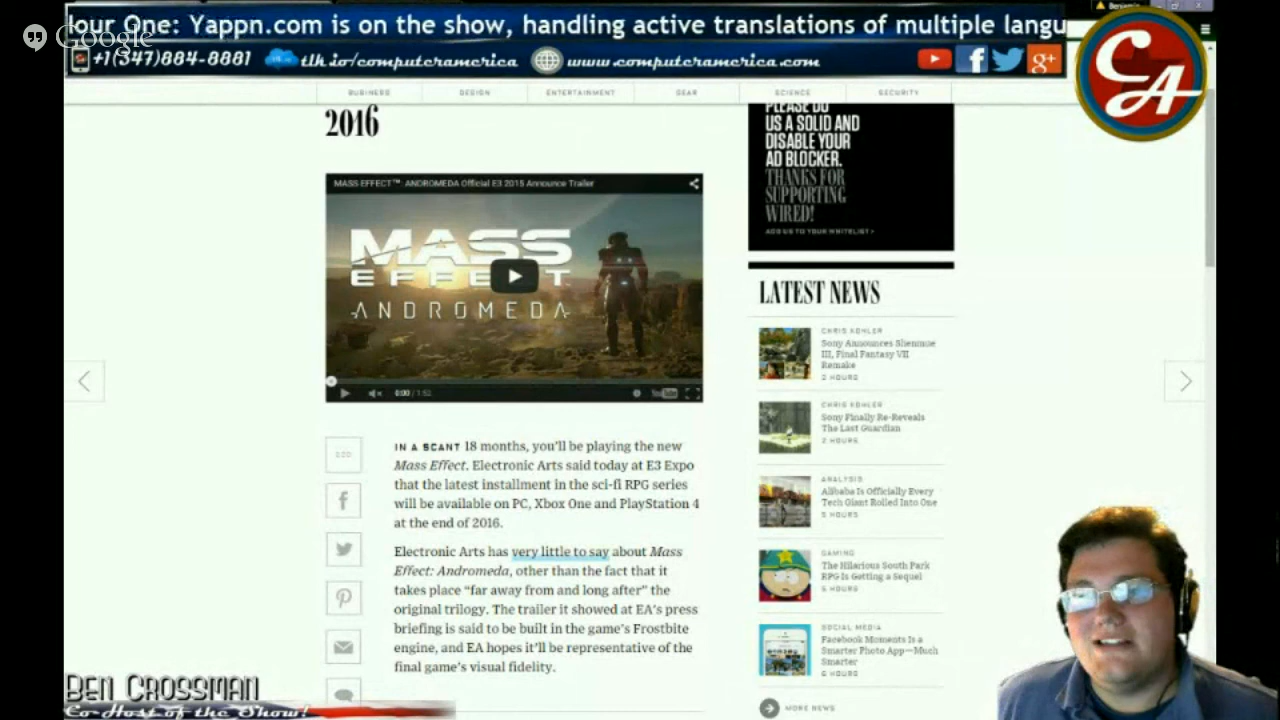 Hour One: Yappn.com is on the show, handling active translations of multiple langu
Google
+1(347)884-8881
tlk.io/computeramerica
www.computeramerica.com
g+
CA
BUSINESS DESIGN ENTERTAINMENT GEAR SCIENCE SECURITY
2016
MASS EFFECT™: ANDROMEDA Official E3 2015 Announce Trailer
MASS
EFFECT
ANDROMEDA
0:00 / 1:52
YouTube
IN A SCANT 18 months, you'll be playing the new
Mass Effect. Electronic Arts said today at E3 Expo
that the latest installment in the sci-fi RPG series
will be available on PC, Xbox One and PlayStation 4
at the end of 2016.
Electronic Arts has very little to say about Mass
Effect: Andromeda, other than the fact that it
takes place “far away from and long after” the
original trilogy. The trailer it showed at EA's press
briefing is said to be built in the game's Frostbite
engine, and EA hopes it'll be representative of the
final game's visual fidelity.
PLEASE DO
US A SOLID AND
DISABLE YOUR
AD BLOCKER.
THANKS FOR
SUPPORTING
WIRED!
ADD US TO YOUR WHITELIST >
LATEST NEWS
CHRIS KOHLER
Sony Announces Shenmue
III, Final Fantasy VII
Remake
2 HOURS
CHRIS KOHLER
Sony Finally Re-Reveals
The Last Guardian
2 HOURS
ANALYSIS
Alibaba Is Officially Every
Tech Giant Rolled Into One
5 HOURS
GAMING
The Hilarious South Park
RPG Is Getting a Sequel
5 HOURS
SOCIAL MEDIA
Facebook Moments Is a
Smarter Photo App—Much
Smarter
6 HOURS
MORE NEWS
BEN CROSSMAN
Co-Host of the Show!